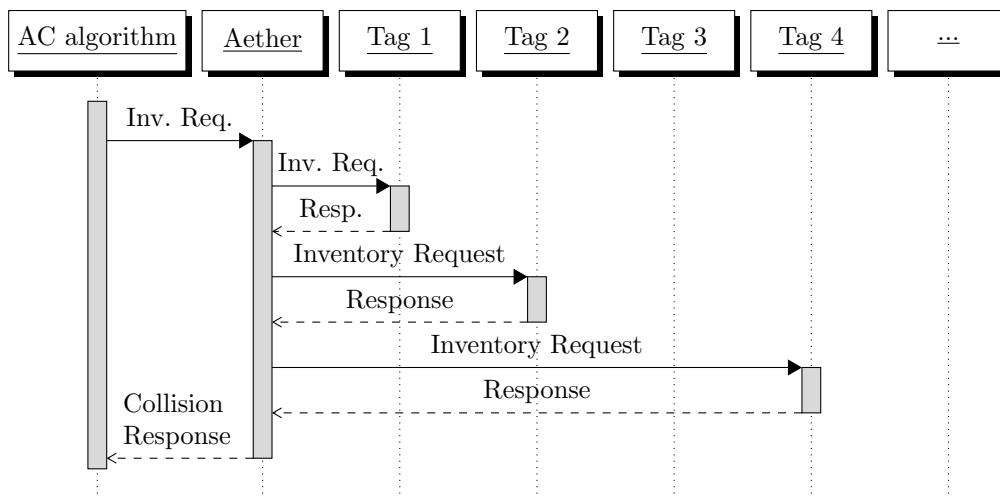 AC algorithm
Aether
Tag 1
Tag 2
Tag 3
Tag 4
...
Inv. Req.
Inv. Req.
Resp.
Inventory Request
Response
Inventory Request
Response
Collision
Response